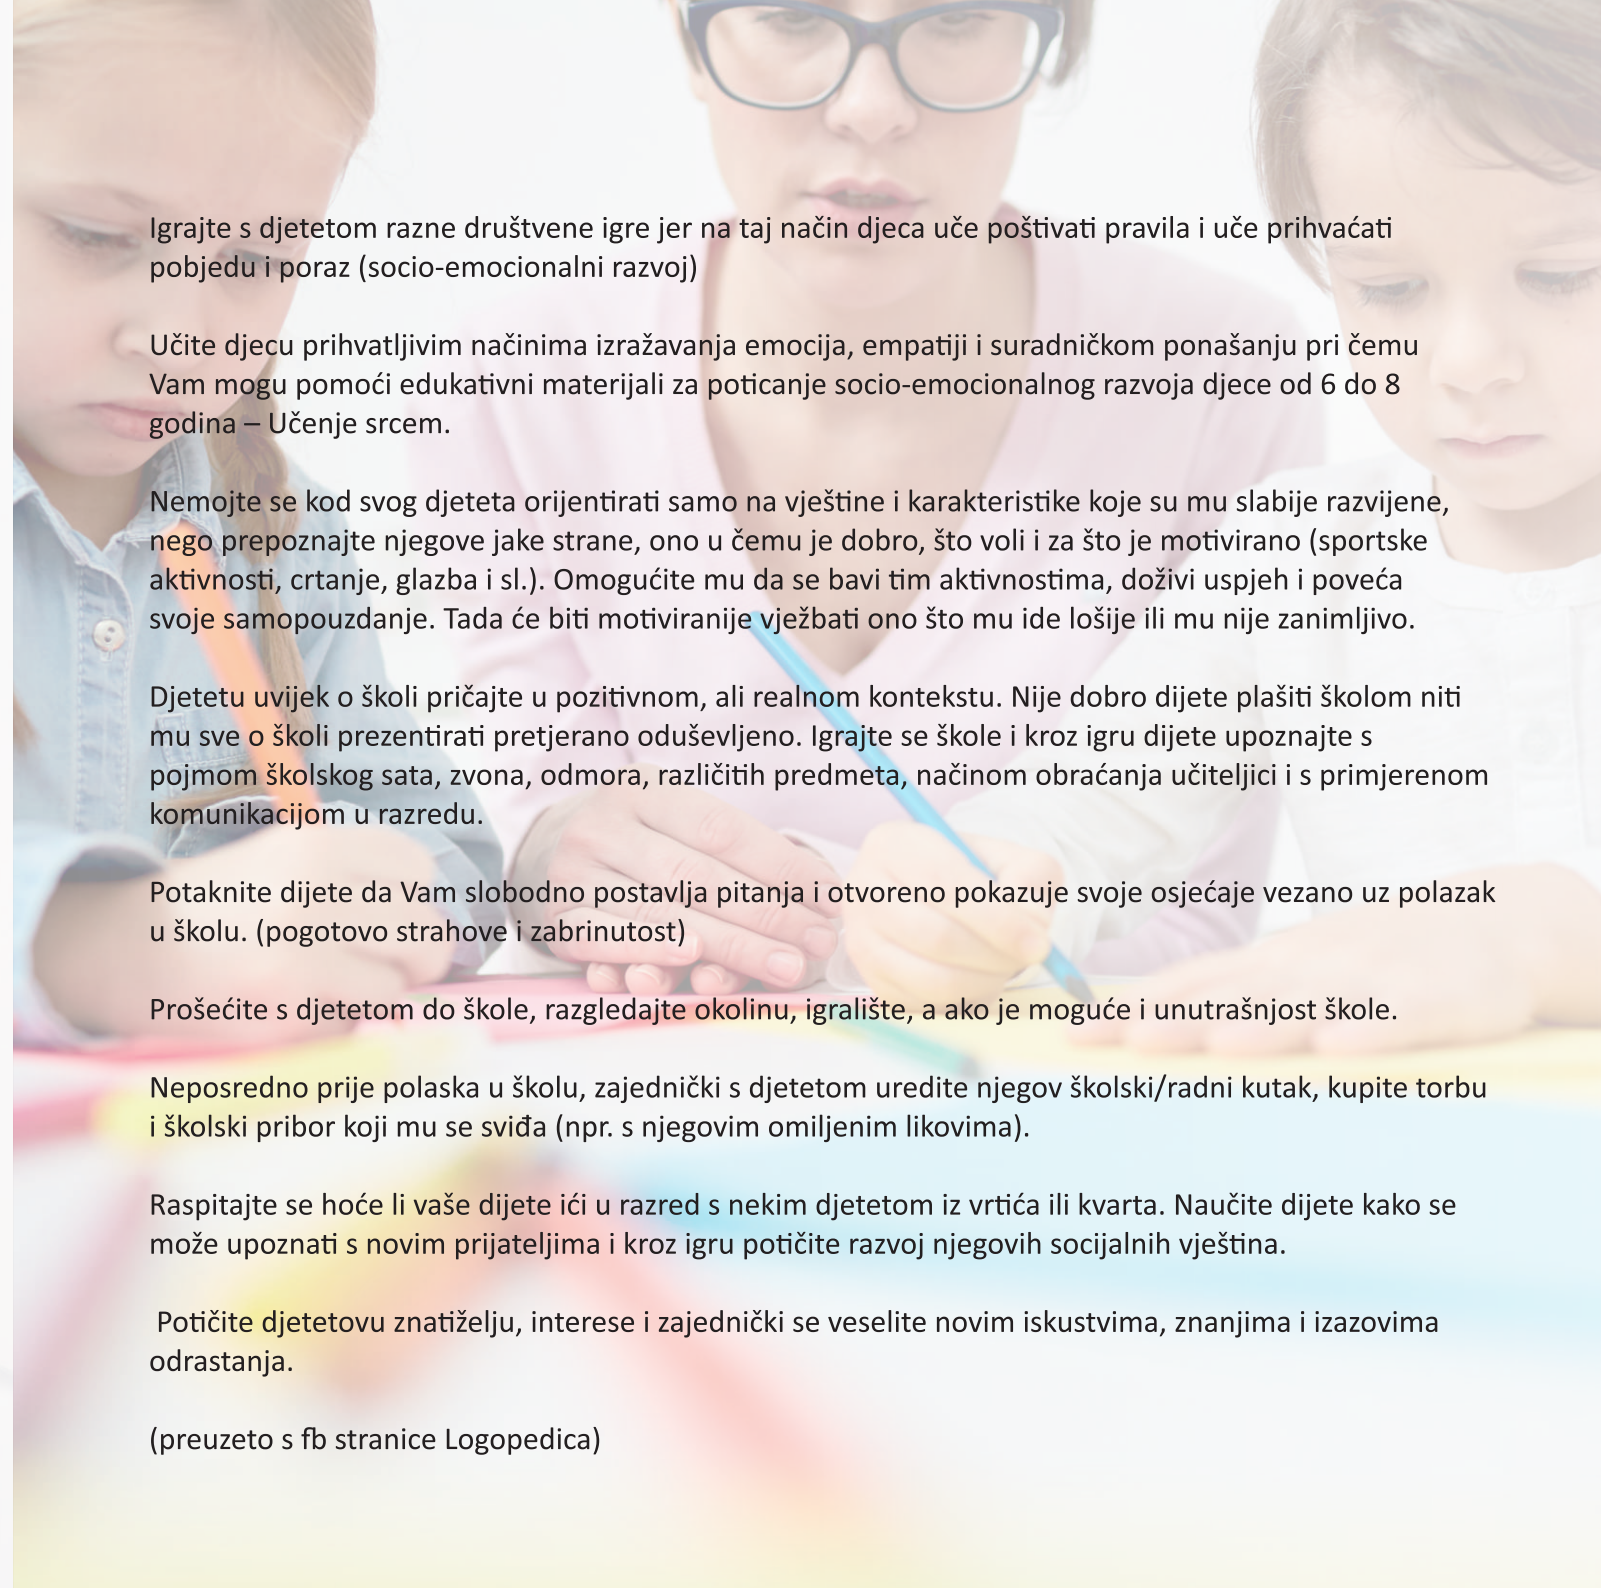 Igrajte s djetetom razne društvene igre jer na taj način djeca uče poštivati pravila i uče prihvaćati
pobjedu i poraz (socio-emocionalni razvoj)
Učite djecu prihvatljivim načinima izražavanja emocija, empatiji i suradničkom ponašanju pri čemu
Vam mogu pomoći edukativni materijali za poticanje socio-emocionalnog razvoja djece od 6 do 8
godina – Učenje srcem.
Nemojte se kod svog djeteta orijentirati samo na vještine i karakteristike koje su mu slabije razvijene,
nego prepoznajte njegove jake strane, ono u čemu je dobro, što voli i za što je motivirano (sportske
aktivnosti, crtanje, glazba i sl.). Omogućite mu da se bavi tim aktivnostima, doživi uspjeh i poveća
svoje samopouzdanje. Tada će biti motiviranije vježbati ono što mu ide lošije ili mu nije zanimljivo.
Djetetu uvijek o školi pričajte u pozitivnom, ali realnom kontekstu. Nije dobro dijete plašiti školom niti
mu sve o školi prezentirati pretjerano oduševljeno. Igrajte se škole i kroz igru dijete upoznajte s
pojmom školskog sata, zvona, odmora, različitih predmeta, načinom obraćanja učiteljici i s primjerenom
komunikacijom u razredu.
Potaknite dijete da Vam slobodno postavlja pitanja i otvoreno pokazuje svoje osjećaje vezano uz polazak
u školu. (pogotovo strahove i zabrinutost)
Prošećite s djetetom do škole, razgledajte okolinu, igralište, a ako je moguće i unutrašnjost škole.
Neposredno prije polaska u školu, zajednički s djetetom uredite njegov školski/radni kutak, kupite torbu
i školski pribor koji mu se sviđa (npr. s njegovim omiljenim likovima).
Raspitajte se hoće li vaše dijete ići u razred s nekim djetetom iz vrtića ili kvarta. Naučite dijete kako se
može upoznati s novim prijateljima i kroz igru potičite razvoj njegovih socijalnih vještina.
Potičite djetetovu znatiželju, interese i zajednički se veselite novim iskustvima, znanjima i izazovima
odrastanja.
(preuzeto s fb stranice Logopedica)